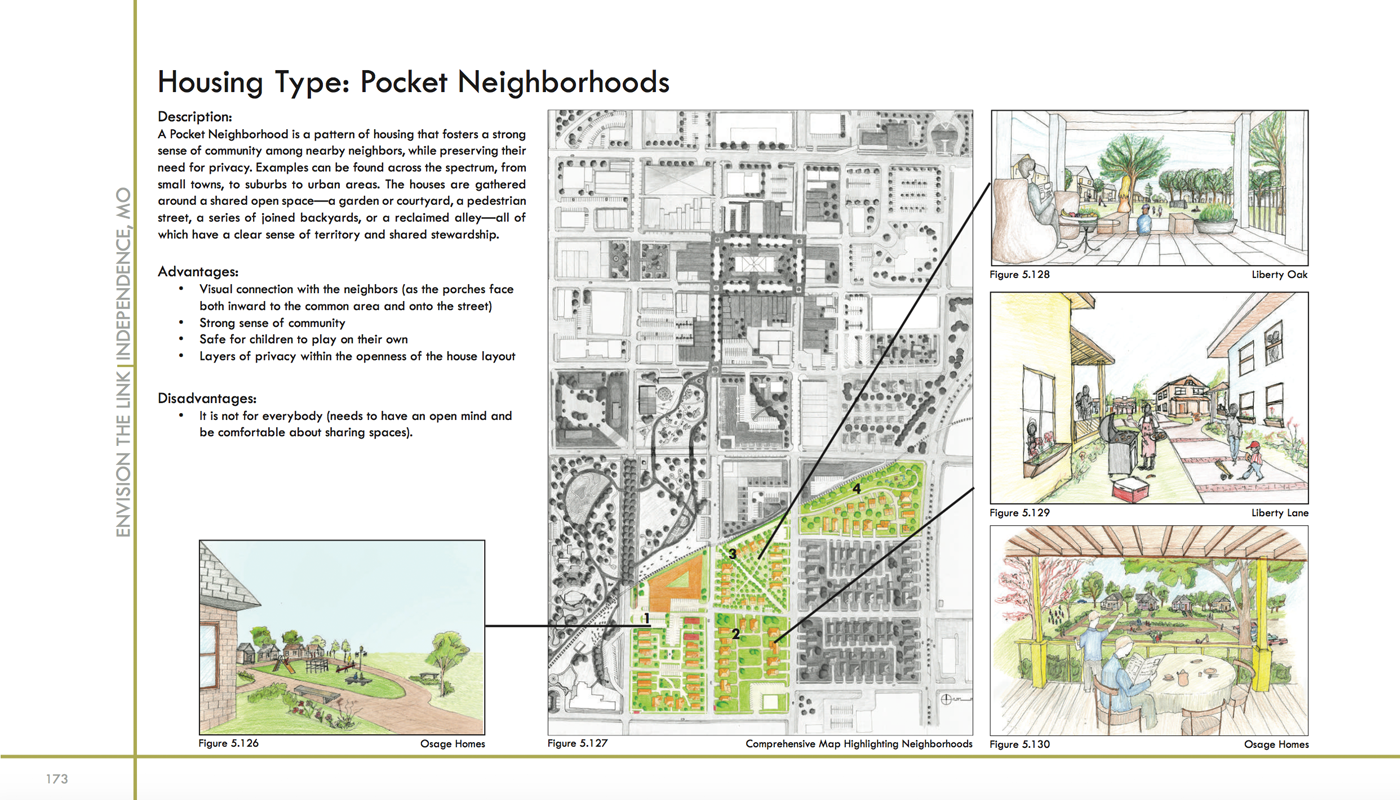 Housing Type: Pocket Neighborhoods
Description:
A Pocket Neighborhood is a pattern of housing that fosters a strong
sense of community among nearby neighbors, while preserving their
need for privacy. Examples can be found across the spectrum, from
small towns, to suburbs to urban areas. The houses are gathered
around a shared open space—a garden or courtyard, a pedestrian
street, a series of joined backyards, or a reclaimed alley—all of
which have a clear sense of territory and shared stewardship.
Advantages:
• Visual connection with the neighbors (as the porches face
both inward to the common area and onto the street)
• Strong sense of community
• Safe for children to play on their own
• Layers of privacy within the openness of the house layout
Disadvantages:
• It is not for everybody (needs to have an open mind and
be comfortable about sharing spaces).
Figure 5.126 Osage Homes
4
3
1
2
Figure 5.127 Comprehensive Map Highlighting Neighborhoods
Figure 5.128 Liberty Oak
Figure 5.129 Liberty Lane
Figure 5.130 Osage Homes
ENVISION THE LINK|INDEPENDENCE, MO
173